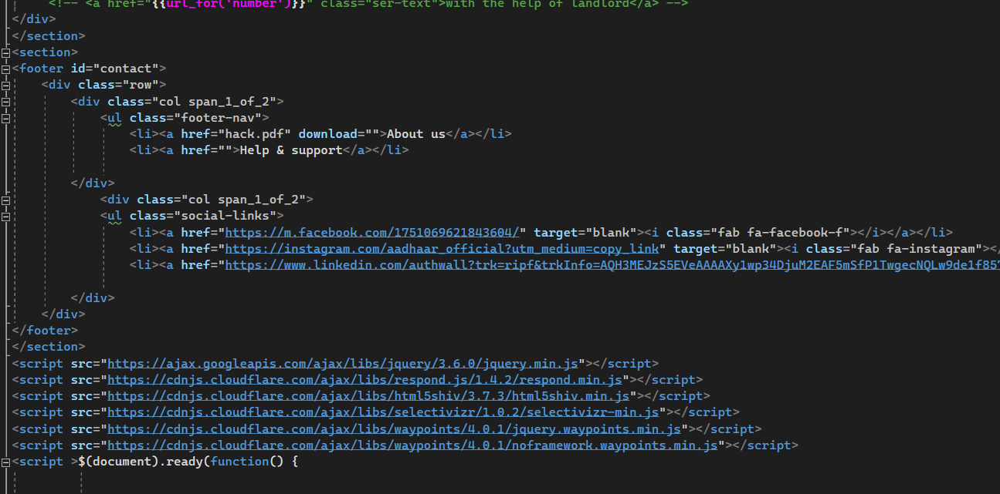 <!-- <a href="{{url_for('number')}}" class="ser-text">with the help of landlord</a> -->
</div>
</section>
<section>
<footer id="contact">
<div class="row">
<div class="col span_1_of_2">
<ul class="footer-nav">
<li><a href="hack.pdf" download="">About us</a></li>
<li><a href="">Help & support</a></li>
</div>
<div class="col span_1_of_2">
<ul class="social-links">
<li><a href="https://m.facebook.com/1751069621843604/" target="blank"><i class="fab fa-facebook-f"></i></a></li>
<li><a href="https://instagram.com/aadhaar_official?utm_medium=copy_link" target="blank"><i class="fab fa-instagram"></
<li><a href="https://www.linkedin.com/authwall?trk=ripf&trkInfo=AQH3MEJzS5EVeAAAAXy1wp34DjuM2EAF5mSfP1TwgecNQLw9de1f857
</div>
</div>
</footer>
</section>
<script src="https://ajax.googleapis.com/ajax/libs/jquery/3.6.0/jquery.min.js"></script>
<script src="https://cdnjs.cloudflare.com/ajax/libs/respond.js/1.4.2/respond.min.js"></script>
<script src="https://cdnjs.cloudflare.com/ajax/libs/html5shiv/3.7.3/html5shiv.min.js"></script>
<script src="https://cdnjs.cloudflare.com/ajax/libs/selectivizr/1.0.2/selectivizr-min.js"></script>
<script src="https://cdnjs.cloudflare.com/ajax/libs/waypoints/4.0.1/jquery.waypoints.min.js"></script>
<script src="https://cdnjs.cloudflare.com/ajax/libs/waypoints/4.0.1/noframework.waypoints.min.js"></script>
<script >$(document).ready(function() {